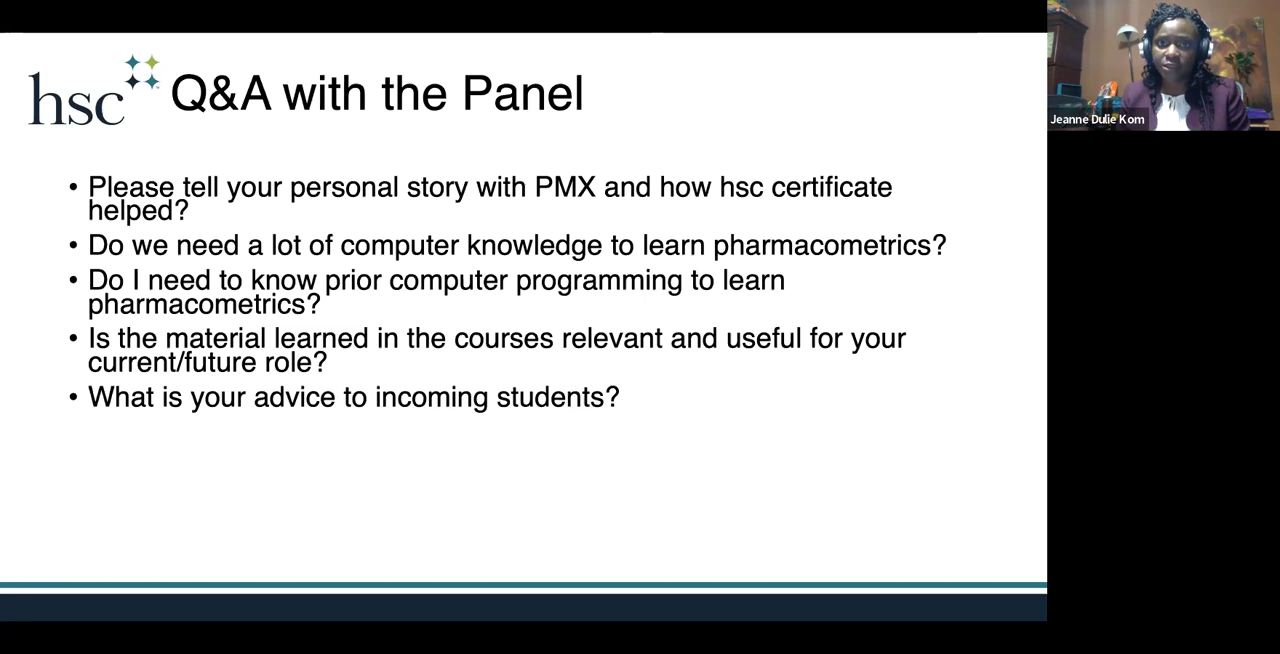 hsc Q&A with the Panel
• Please tell your personal story with PMX and how hsc certificate
helped?
• Do we need a lot of computer knowledge to learn pharmacometrics?
• Do I need to know prior computer programming to learn
pharmacometrics?
• Is the material learned in the courses relevant and useful for your
current/future role?
• What is your advice to incoming students?
Jeanne Dulie Kom